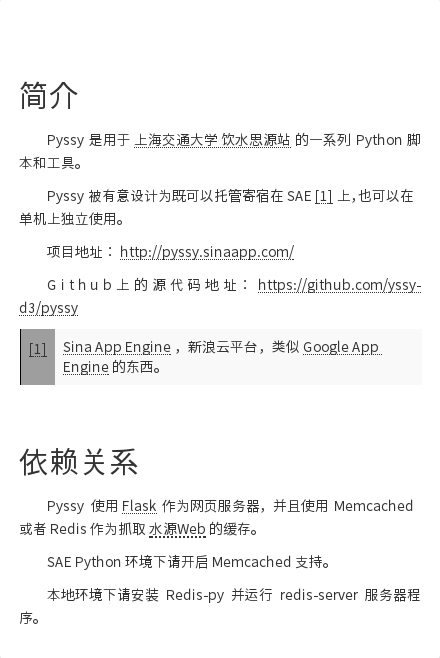 简介
Pyssy 是用于 上海交通大学 饮水思源站 的一系列 Python 脚
本和工具。
Pyssy 被有意设计为既可以托管寄宿在 SAE [1] 上,也可以在
单机上独立使用。
项目地址： http://pyssy.sinaapp.com/
Github上的源代码地址： https://github.com/yssy-
d3/pyssy
[1] Sina App Engine ，新浪云平台，类似 Google App
Engine 的东西。
依赖关系
Pyssy 使用 Flask 作为网页服务器，并且使用 Memcached
或者 Redis 作为抓取 水源Web 的缓存。
SAE Python 环境下请开启 Memcached 支持。
本地环境下请安装 Redis-py 并运行 redis-server 服务器程
序。